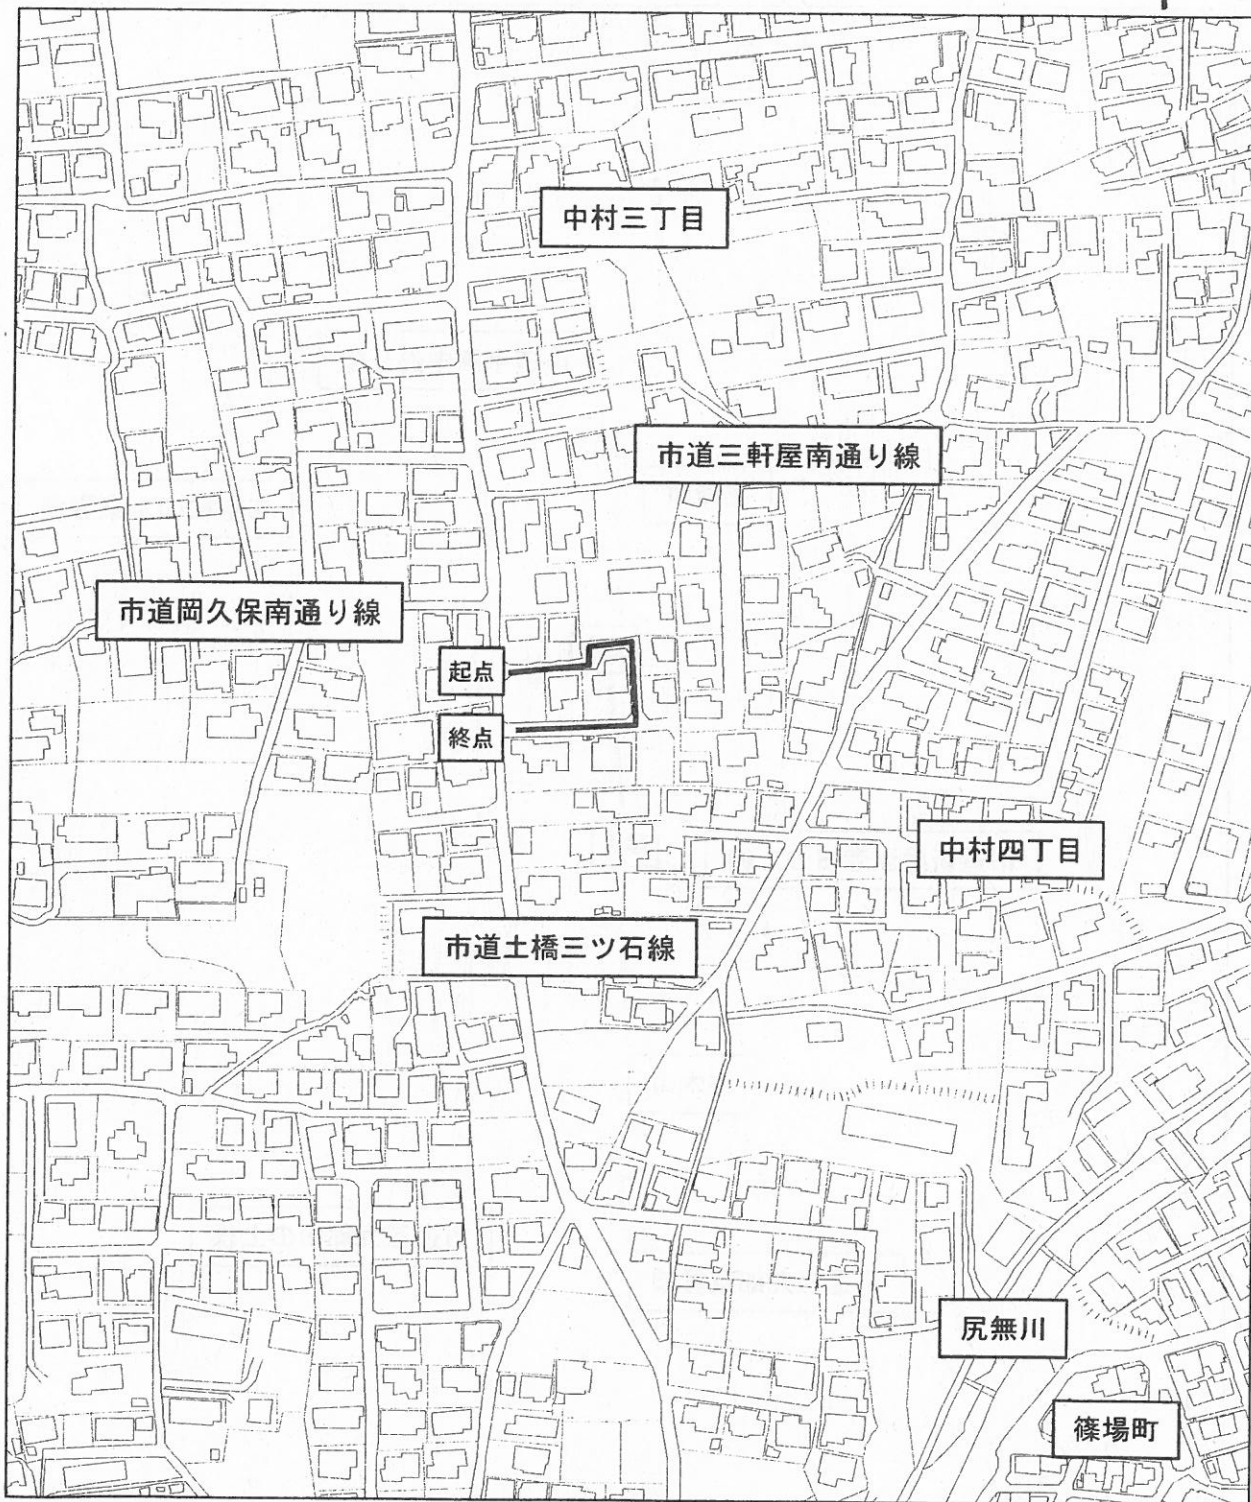 中村三丁目
市道三軒屋南通り線
市道岡久保南通り線
起点
終点
中村四丁目
市道土橋三ツ石線
尻無川
篠場町